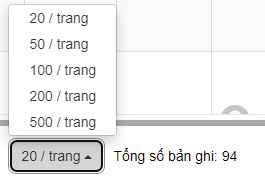 20 / trang
50 / trang
100 / trang
200 / trang
500 / trang
20 / trang Tổng số bản ghi: 94